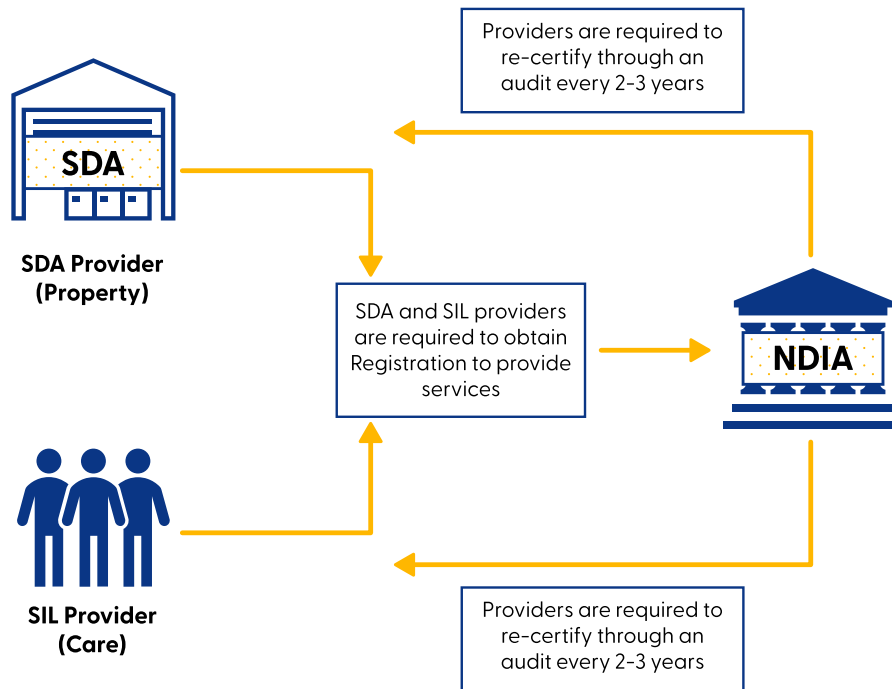 Providers are required to
re-certify through an
audit every 2-3 years
SDA
SDA Provider
(Property)
SDA and SIL providers
are required to obtain
Registration to provide
services
NDIA
SIL Provider
(Care)
Providers are required to
re-certify through an
audit every 2-3 years